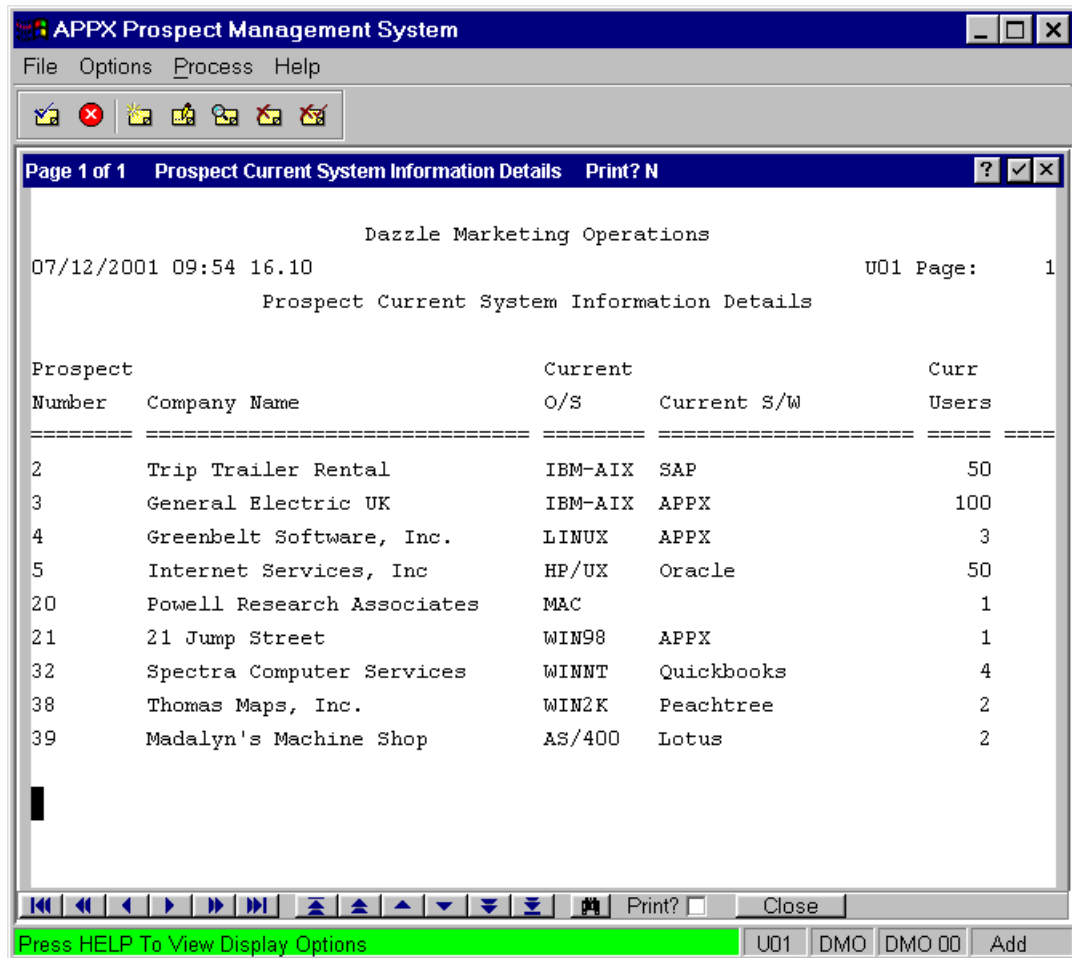 APPX Prospect Management System
File Options Process Help
Page 1 of 1 Prospect Current System Information Details Print? N ?
Dazzle Marketing Operations
07/12/2001 09:54 16.10 U01 Page: 1
Prospect Current System Information Details
Prospect Current Curr
Number Company Name O/S Current S/W Users
======== ============================== ======== ==================== ===== ====
2 Trip Trailer Rental IBM-AIX SAP 50
3 General Electric UK IBM-AIX APPX 100
4 Greenbelt Software, Inc. LINUX APPX 3
5 Internet Services, Inc HP/UX Oracle 50
20 Powell Research Associates MAC 1
21 21 Jump Street WIN98 APPX 1
32 Spectra Computer Services WINNT Quickbooks 4
38 Thomas Maps, Inc. WIN2K Peachtree 2
39 Madalyn's Machine Shop AS/400 Lotus 2
Print? Close
Press HELP To View Display Options U01 DMO DMO 00 Add